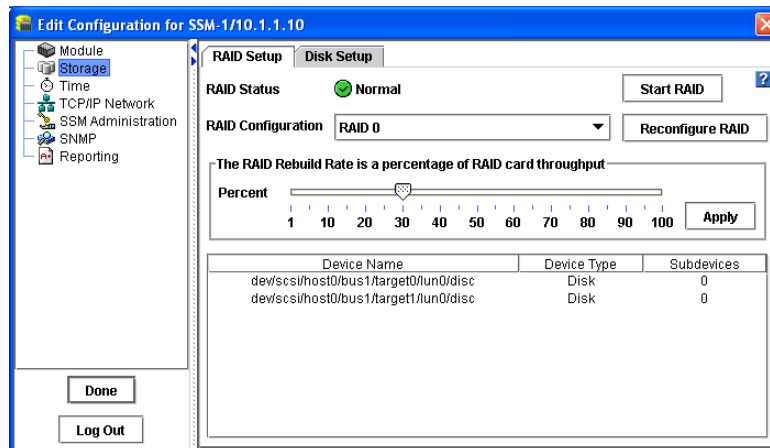 Edit Configuration for SSM-1/10.1.1.10
Module
Storage
Time
TCP/IP Network
SSM Administration
SNMP
Reporting
Done
Log Out
RAID Setup Disk Setup
RAID Status Normal Start RAID ?
RAID Configuration RAID 0 Reconfigure RAID
The RAID Rebuild Rate is a percentage of RAID card throughput
Percent
1 10 20 30 40 50 60 70 80 90 100 Apply
Device Name Device Type Subdevices
dev/scsi/host0/bus1/target0/lun0/disc Disk 0
dev/scsi/host0/bus1/target1/lun0/disc Disk 0